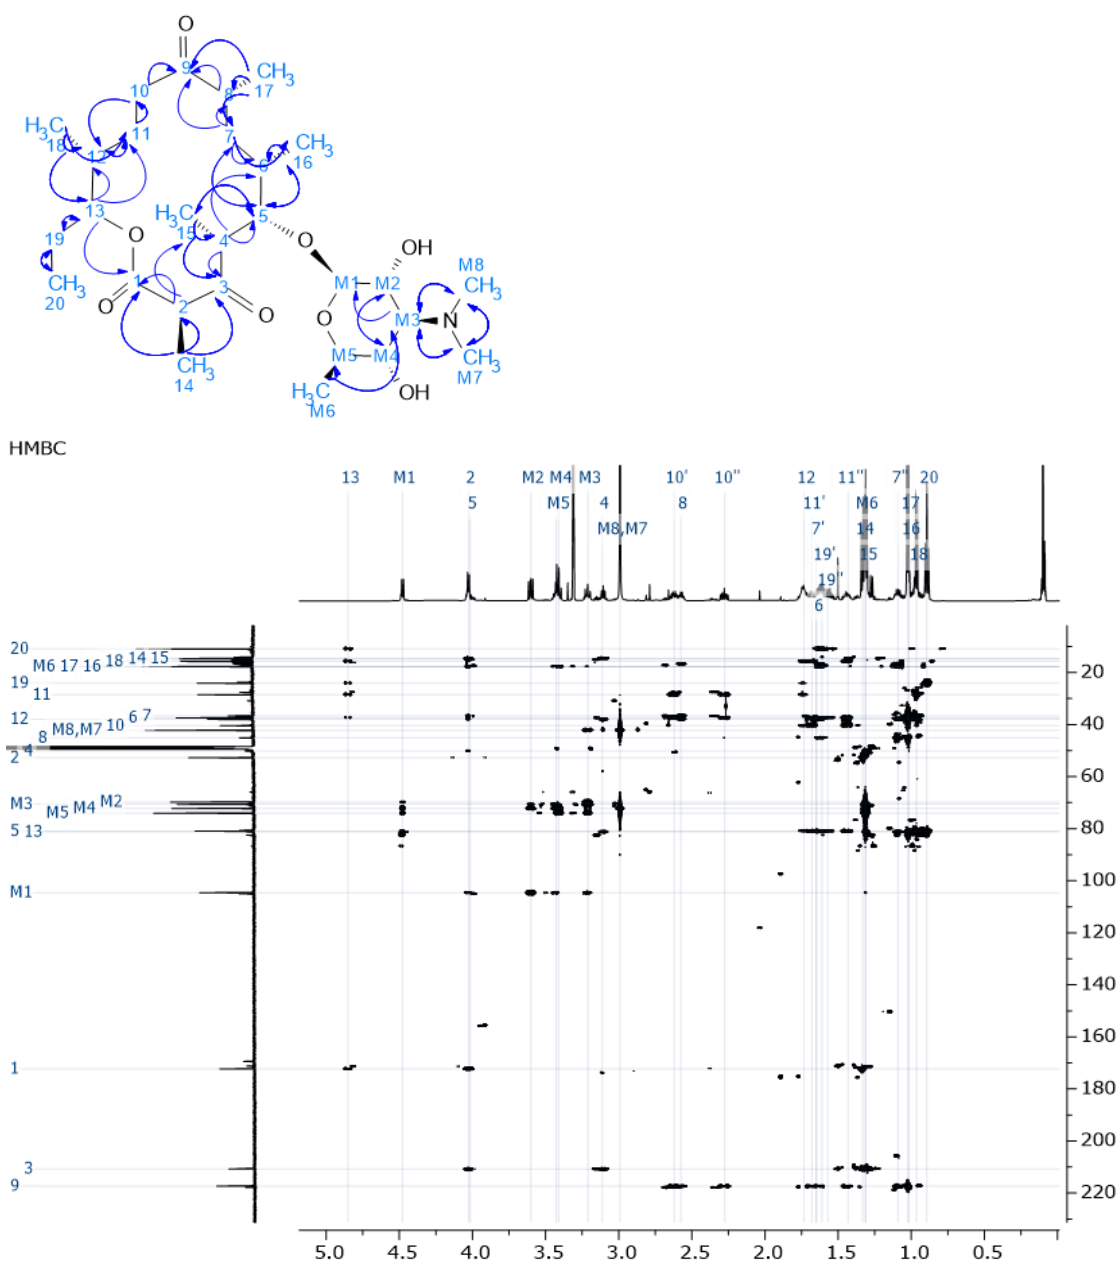 O
9
CH3
17
10
8
H3C
18
11
7
CH3
16
12
6
13
CH3
15
5
19
O
4
O
OH
M8
CH3
H3C
20
1
O
2
3
O
M1
M2
M3
N
O
M5
M4
CH3
M7
CH3
14
H3C
M6
OH
HMBC
13 M1 2 M2 M4 M3 10' 10'' 12 11'' 7'' 20
5 M5 4 8 11' M6 17
M8,M7 7' 14 16
19' 15 18
19''
6
20
M6 17 16 18 14 15
19
11
12
M8,M7 10 6 7
8
4
2
M3
M5 M4 M2
5 13
M1
1
3
9
20
40
60
80
100
120
140
160
180
200
220
5.0 4.5 4.0 3.5 3.0 2.5 2.0 1.5 1.0 0.5